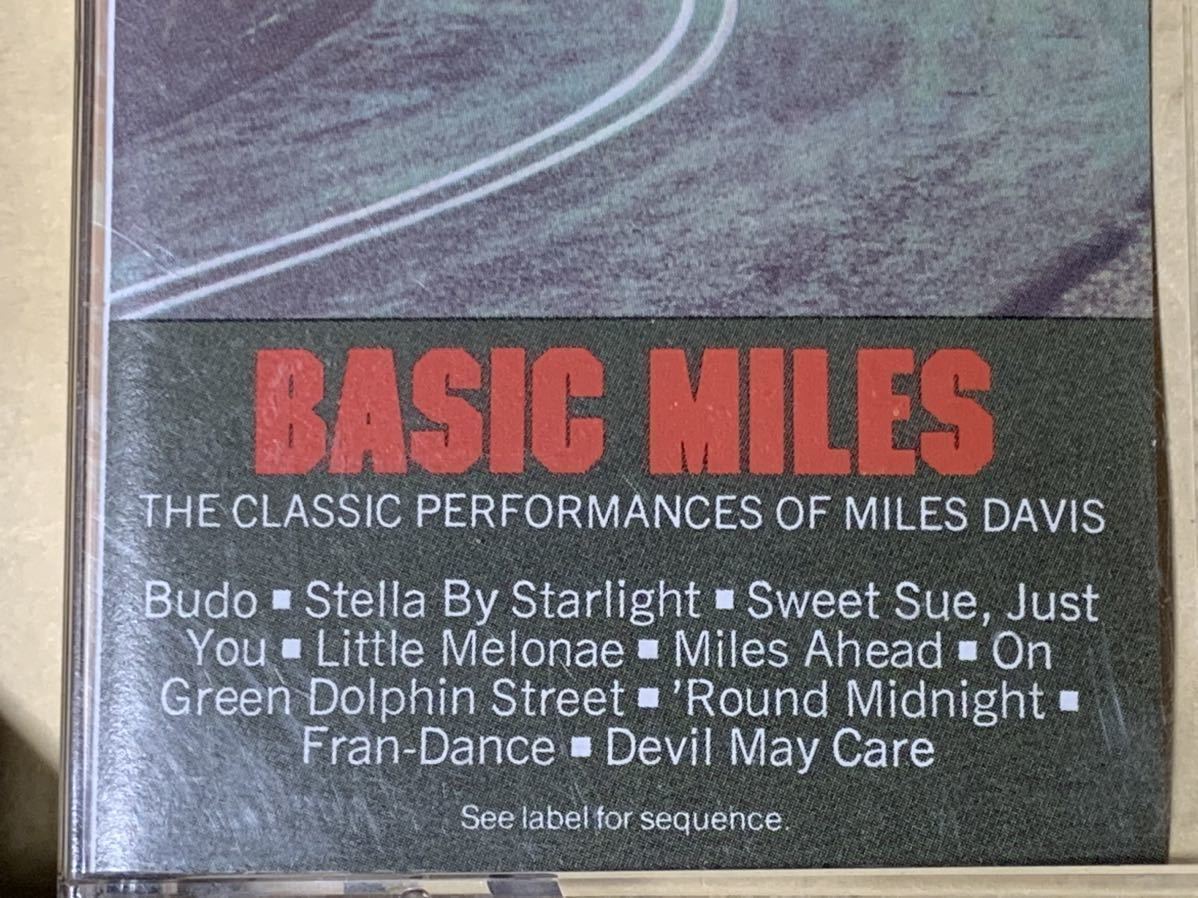 BASIC MILES
THE CLASSIC PERFORMANCES OF MILES DAVIS
Budo ▪ Stella By Starlight ▪ Sweet Sue, Just
You ▪ Little Melonae ▪ Miles Ahead ▪ On
Green Dolphin Street ▪ 'Round Midnight ▪
Fran-Dance ▪ Devil May Care
See label for sequence.